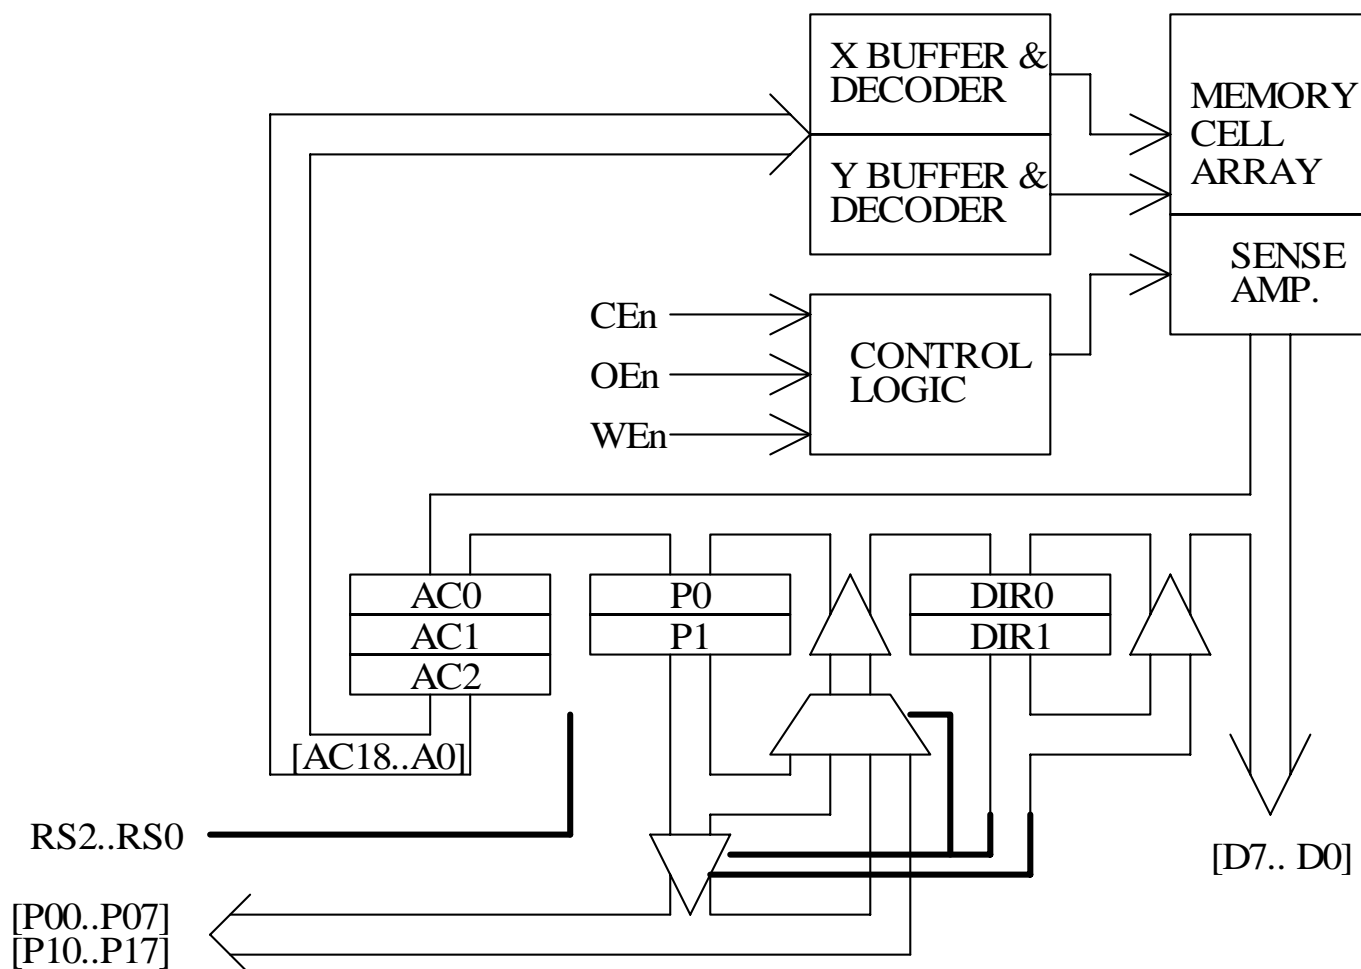 X BUFFER &
DECODER
MEMORY
CELL
ARRAY
Y BUFFER &
DECODER
SENSE
AMP.
CEn
OEn
WEn
CONTROL
LOGIC
AC0
AC1
AC2
P0
P1
DIR0
DIR1
[AC18..A0]
RS2..RS0
[D7.. D0]
[P00..P07]
[P10..P17]